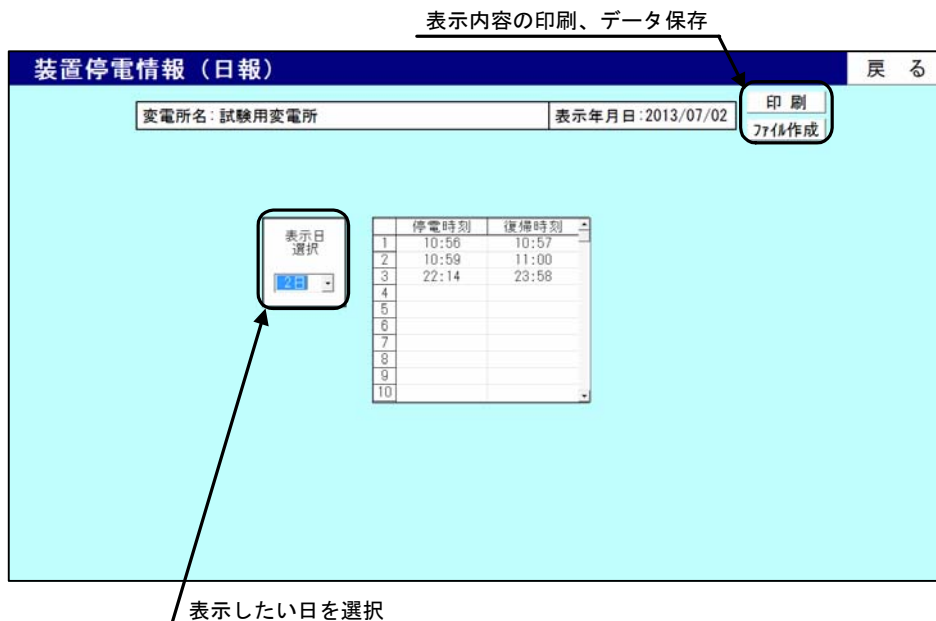 表示内容の印刷、データ保存
装置停電情報（日報）
戻る
変電所名：試験用変電所
表示年月日：2013/07/02
印刷
ﾌｧｲﾙ作成
表示日
選択
2日
停電時刻 復帰時刻
1 10:56 10:57
2 10:59 11:00
3 22:14 23:58
4
5
6
7
8
9
10
表示したい日を選択